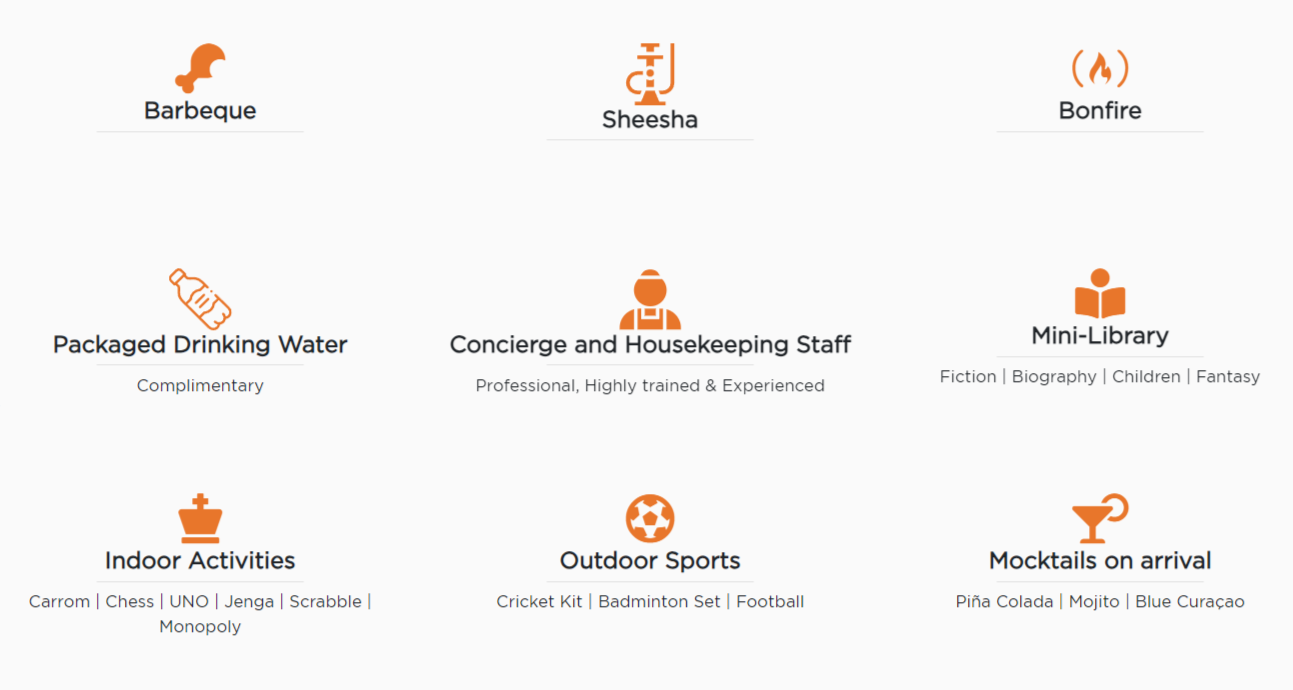 Barbeque
Sheesha
Bonfire
Packaged Drinking Water
Complimentary
Concierge and Housekeeping Staff
Professional, Highly trained & Experienced
Mini-Library
Fiction | Biography | Children | Fantasy
Indoor Activities
Carrom | Chess | UNO | Jenga | Scrabble |
Monopoly
Outdoor Sports
Cricket Kit | Badminton Set | Football
Mocktails on arrival
Piña Colada | Mojito | Blue Curaçao